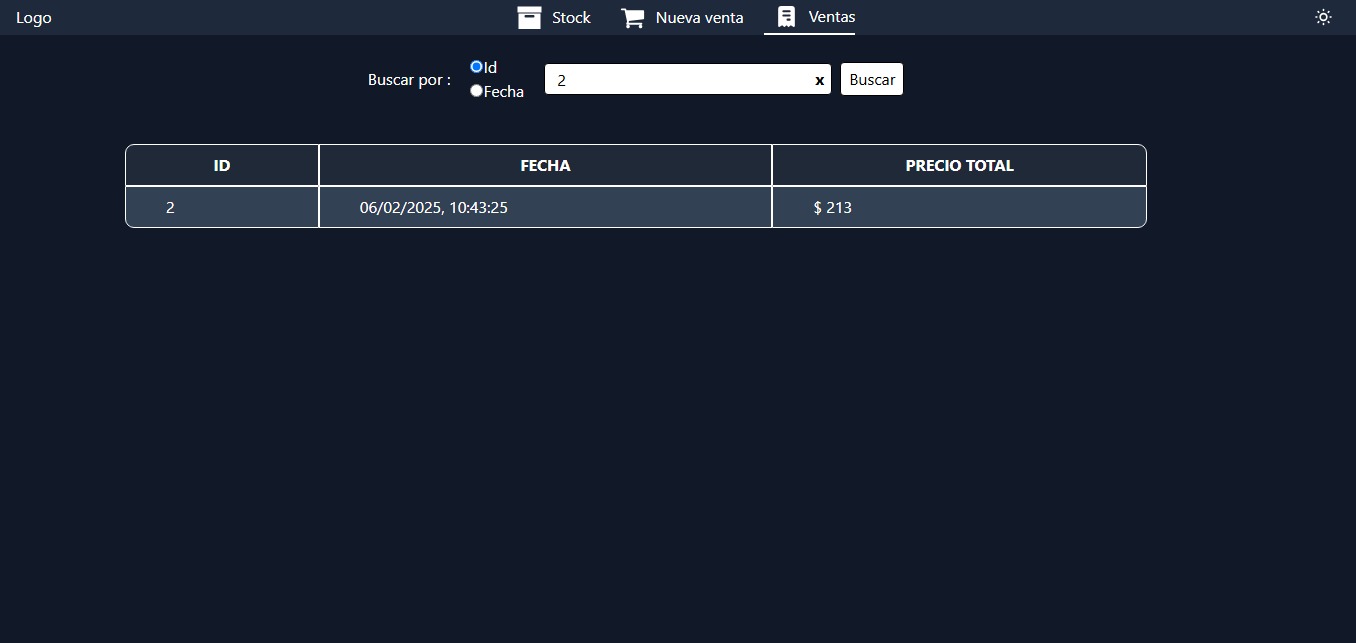 Logo
Stock
Nueva venta
Ventas
Buscar por :
Id
Fecha
2
x
Buscar
ID FECHA PRECIO TOTAL
2 06/02/2025, 10:43:25 $ 213